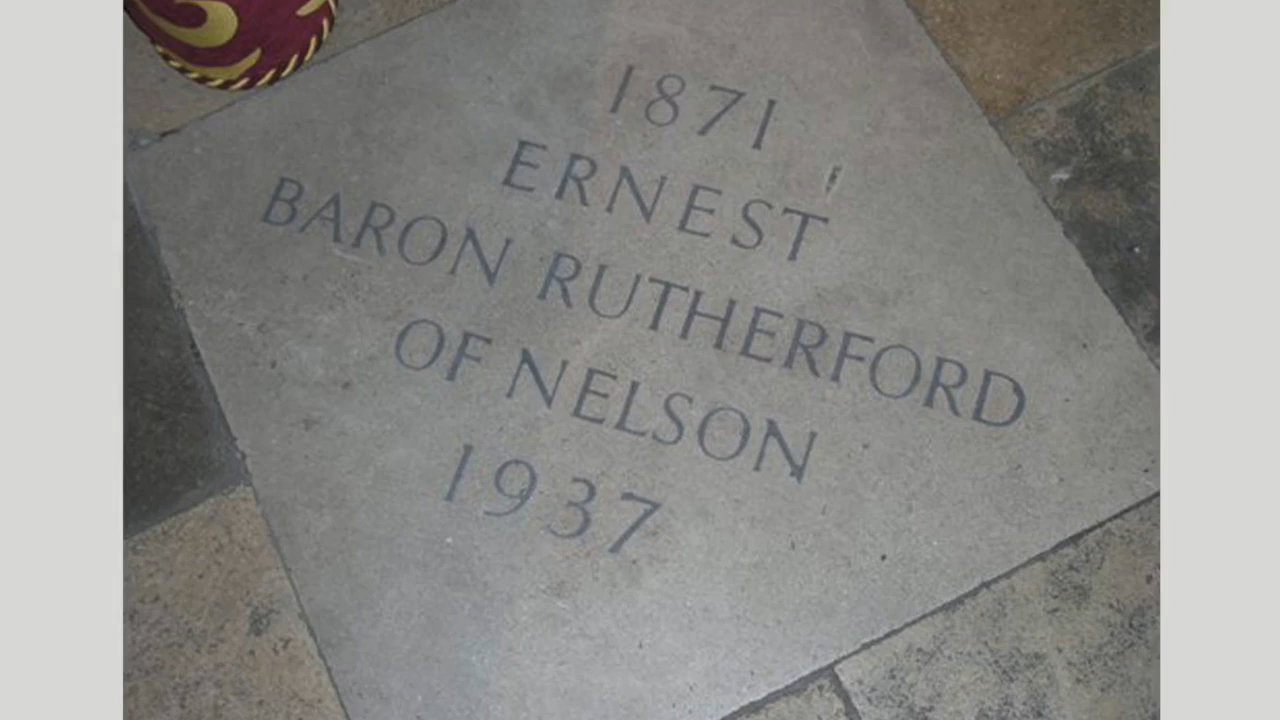 1871
ERNEST
BARON RUTHERFORD
OF NELSON
1937